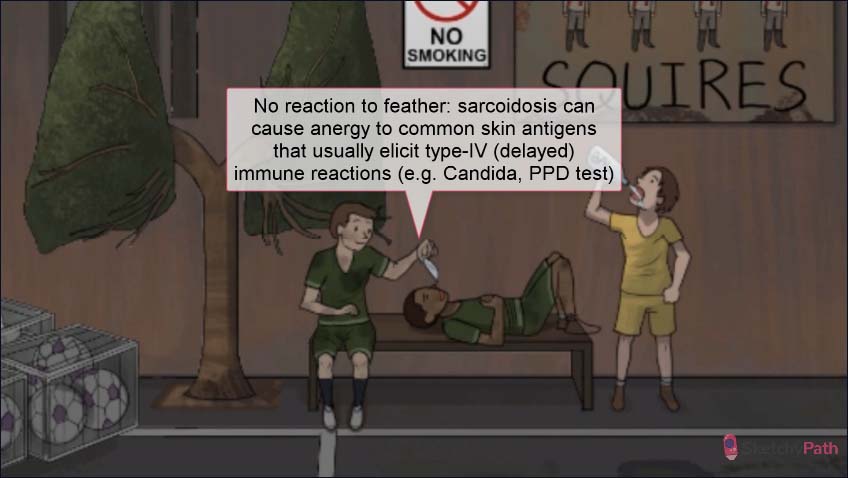 NO
SMOKING
SQUIRES
No reaction to feather: sarcoidosis can
cause anergy to common skin antigens
that usually elicit type-IV (delayed)
immune reactions (e.g. Candida, PPD test)
SketchyPath